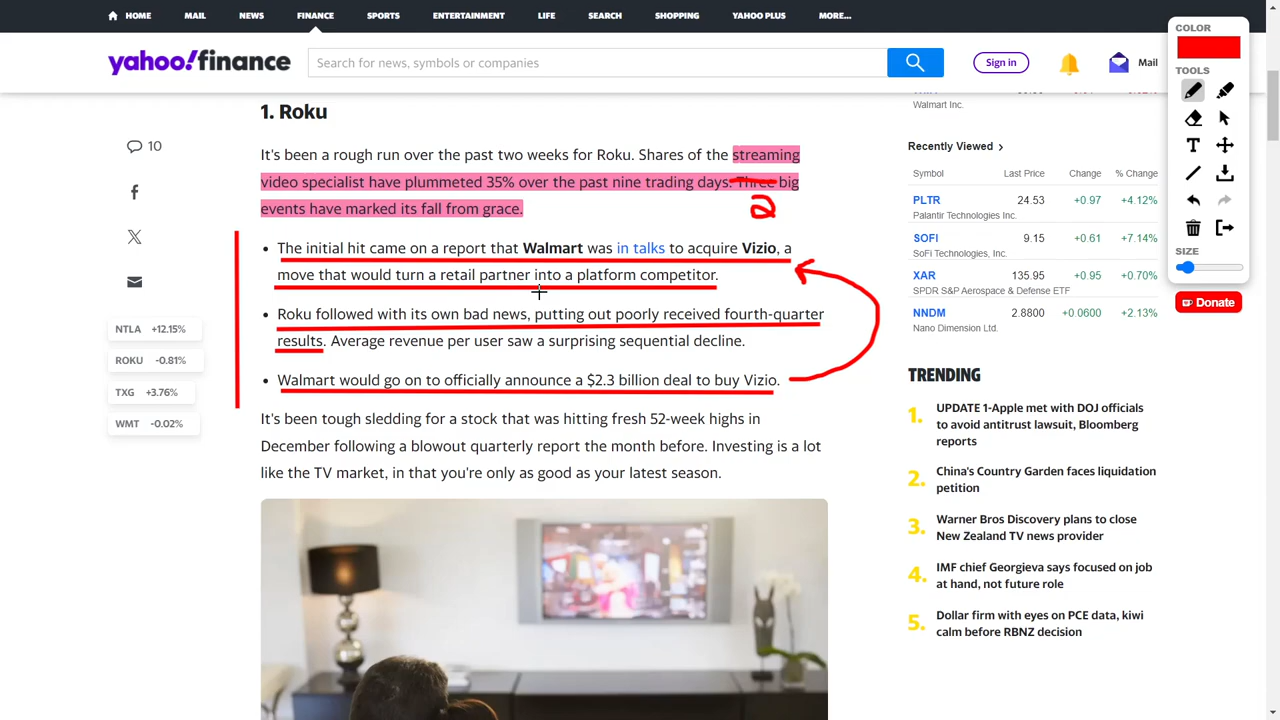 HOME
MAIL
NEWS
FINANCE
SPORTS
ENTERTAINMENT
LIFE
SEARCH
SHOPPING
YAHOO PLUS
MORE...
yahoo!finance
Search for news, symbols or companies
Sign in
Mail
COLOR
TOOLS
SIZE
Donate
1. Roku
10
It's been a rough run over the past two weeks for Roku. Shares of the streaming
video specialist have plummeted 35% over the past nine trading days. Three big
2
events have marked its fall from grace.
• The initial hit came on a report that Walmart was in talks to acquire Vizio, a
move that would turn a retail partner into a platform competitor.
• Roku followed with its own bad news, putting out poorly received fourth-quarter
results. Average revenue per user saw a surprising sequential decline.
• Walmart would go on to officially announce a $2.3 billion deal to buy Vizio.
It's been tough sledding for a stock that was hitting fresh 52-week highs in
December following a blowout quarterly report the month before. Investing is a lot
like the TV market, in that you're only as good as your latest season.
NTLA +12.15%
ROKU -0.81%
TXG +3.76%
WMT -0.02%
Walmart Inc.
Recently Viewed
Symbol Last Price Change % Change
PLTR 24.53 +0.97 +4.12%
Palantir Technologies Inc.
SOFI 9.15 +0.61 +7.14%
SoFi Technologies, Inc.
XAR 135.95 +0.95 +0.70%
SPDR S&P Aerospace & Defense ETF
NNDM 2.8800 +0.0600 +2.13%
Nano Dimension Ltd.
TRENDING
1. UPDATE 1-Apple met with DOJ officials
to avoid antitrust lawsuit, Bloomberg
reports
2. China's Country Garden faces liquidation
petition
3. Warner Bros Discovery plans to close
New Zealand TV news provider
4. IMF chief Georgieva says focused on job
at hand, not future role
5. Dollar firm with eyes on PCE data, kiwi
calm before RBNZ decision